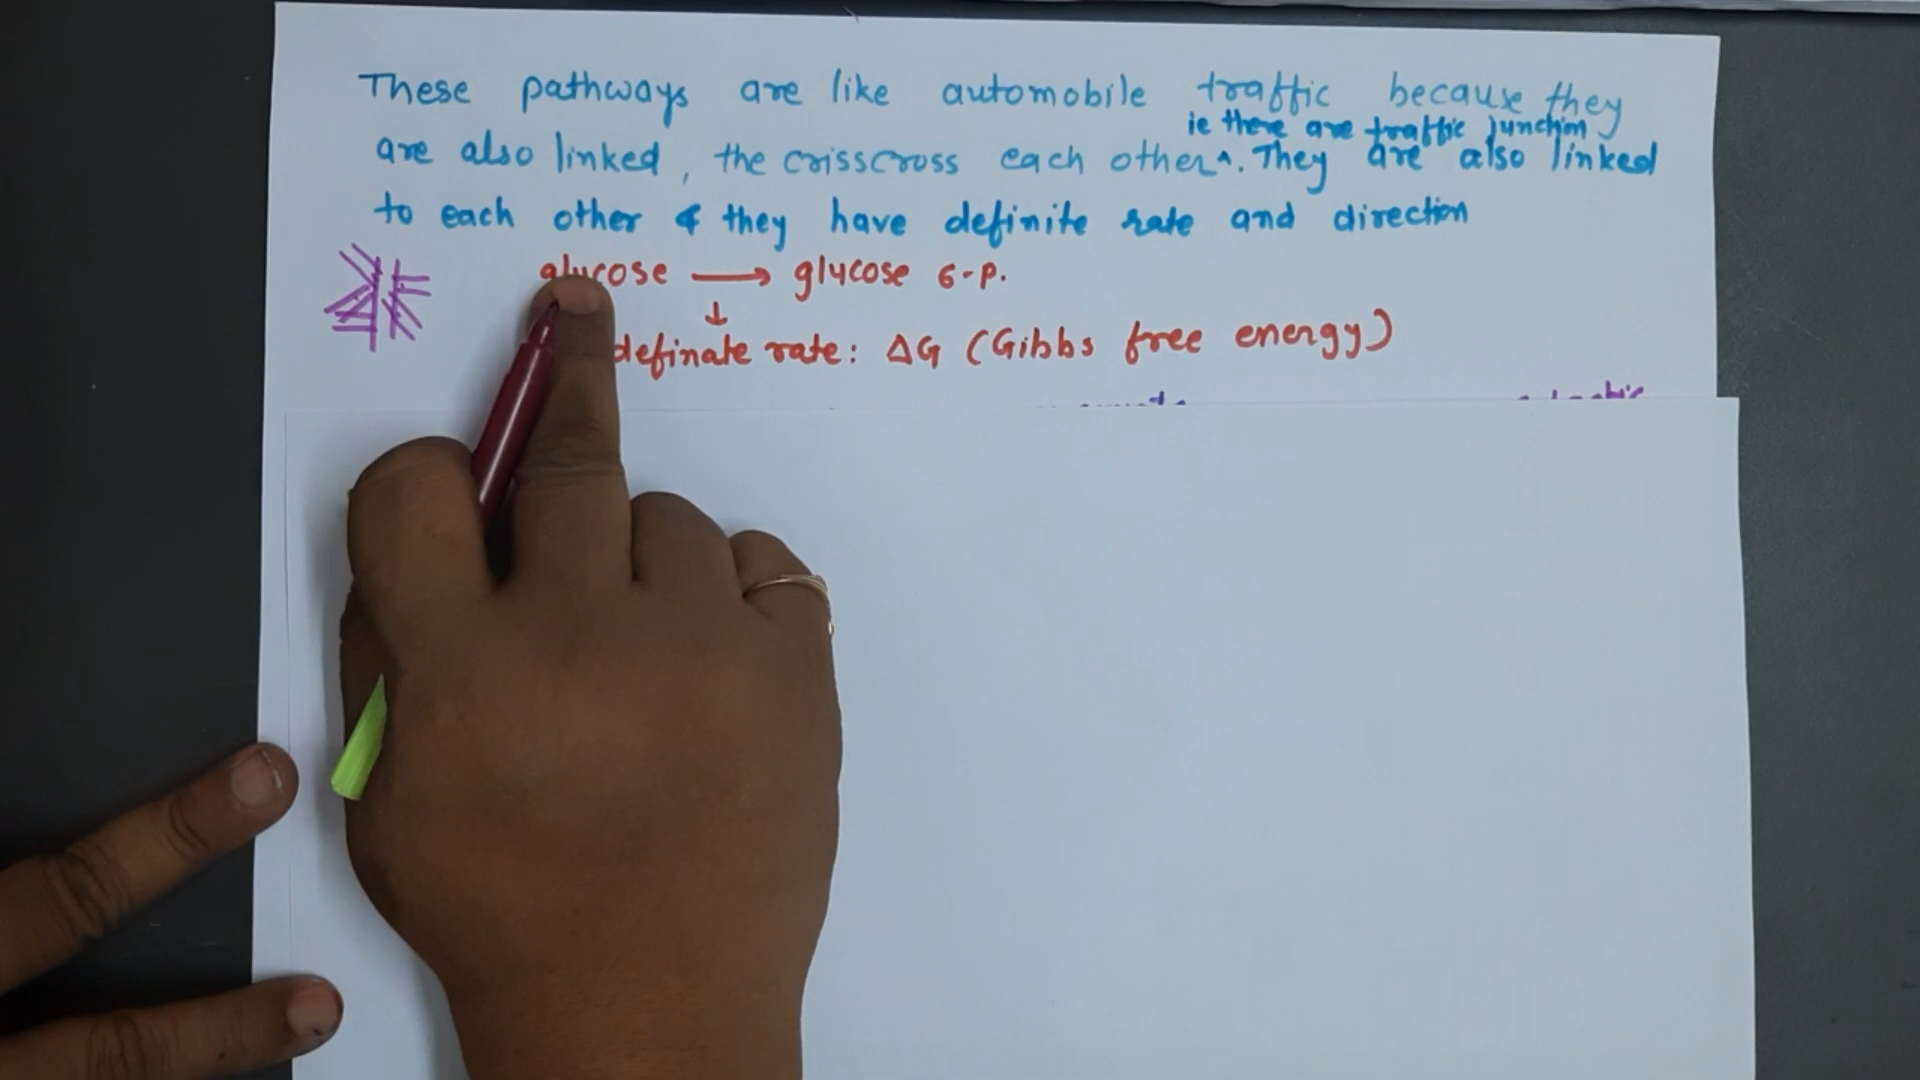 These pathways are like automobile traffic because they
ie there are traffic junction
are also linked, the crisscross each other^. They are also linked
to each other & they have definite rate and direction
glucose → glycose 6-p.
↓
definate rate: ΔG (Gibbs free energy)